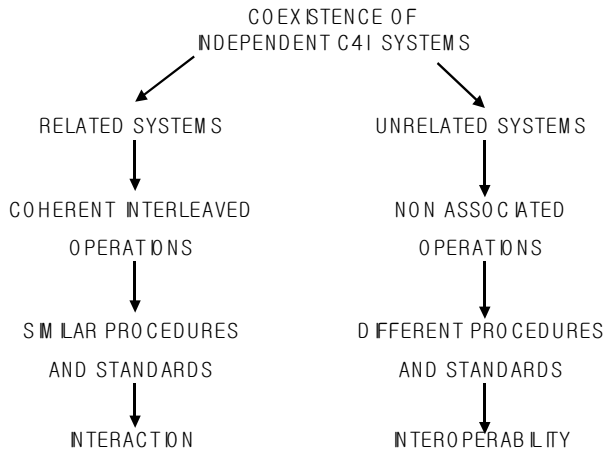 COEXISTENCE OF
INDEPENDENT C4I SYSTEMS
RELATED SYSTEMS
UNRELATED SYSTEMS
COHERENT INTERLEAVED
OPERATIONS
NON ASSOCIATED
OPERATIONS
SIMILAR PROCEDURES
AND STANDARDS
DIFFERENT PROCEDURES
AND STANDARDS
INTERACTION
INTEROPERABILITY